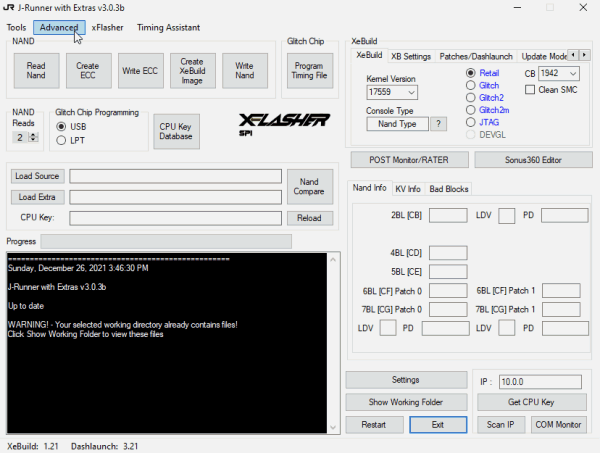 JR J-Runner with Extras v3.0.3b
Tools Advanced xFlasher Timing Assistant
NAND
Read Nand
Create ECC
Write ECC
Create XeBuild Image
Write Nand
Glitch Chip
Program Timing File
NAND Reads
2
Glitch Chip Programming
USB
LPT
CPU Key Database
X-FLASHER
SPI
Load Source
Load Extra
CPU Key:
Nand Compare
Reload
Progress
==================================================
Sunday, December 26, 2021 3:46:30 PM
J-Runner with Extras v3.0.3b
Up to date
WARNING! - Your selected working directory already contains files!
Click Show Working Folder to view these files
XeBuild
XeBuild XB Settings Patches/Dashlaunch Update Mode
Kernel Version
17559
Console Type
Nand Type ?
Retail
Glitch
Glitch2
Glitch2m
JTAG
DEVGL
CB 1942
Clean SMC
POST Monitor/RATER
Sonus360 Editor
Nand Info KV Info Bad Blocks
2BL [CB] LDV PD
4BL [CD]
5BL [CE]
6BL [CF] Patch 0 6BL [CF] Patch 1
7BL [CG] Patch 0 7BL [CG] Patch 1
LDV PD LDV PD
Settings
Show Working Folder
Restart Exit
IP : 10.0.0
Get CPU Key
Scan IP COM Monitor
XeBuild: 1.21 Dashlaunch: 3.21